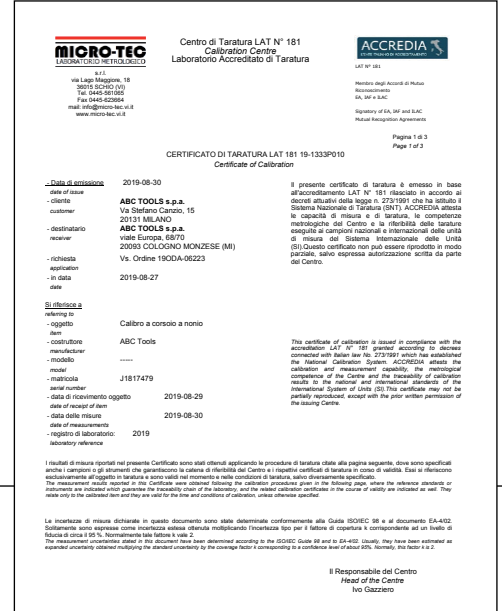 MICRO-TEC
LABORATORIO METROLOGICO
s.r.l.
via Lago Maggiore, 18
36015 SCHIO (VI)
Tel. 0445-561065
Fax 0445-623664
mail: info@micro-tec.vi.it
www.micro-tec.vi.it
Centro di Taratura LAT N° 181
Calibration Centre
Laboratorio Accreditato di Taratura
ACCREDIA
L'ENTE ITALIANO DI ACCREDITAMENTO
LAT N° 181
Membro degli Accordi di Mutuo
Riconoscimento
EA, IAF e ILAC
Signatory of EA, IAF and ILAC
Mutual Recognition Agreements
Pagina 1 di 3
Page 1 of 3
CERTIFICATO DI TARATURA LAT 181 19-1333P010
Certificate of Calibration
- Data di emissione 2019-08-30
date of issue
- cliente ABC TOOLS s.p.a.
customer Va Stefano Canzio, 15
20131 MILANO
- destinatario ABC TOOLS s.p.a.
receiver viale Europa, 68/70
20093 COLOGNO MONZESE (MI)
- richiesta Vs. Ordine 19ODA-06223
application
- in data 2019-08-27
date
Si riferisce a
referring to
- oggetto Calibro a corsoio a nonio
item
- costruttore ABC Tools
manufacturer
- modello -----
model
- matricola J1817479
serial number
- data di ricevimento oggetto 2019-08-29
date of receipt of item
- data delle misure 2019-08-30
date of measurements
- registro di laboratorio: 2019
laboratory reference
Il presente certificato di taratura è emesso in base
all'accreditamento LAT N° 181 rilasciato in accordo ai
decreti attuativi della legge n. 273/1991 che ha istituito il
Sistema Nazionale di Taratura (SNT). ACCREDIA attesta
le capacità di misura e di taratura, le competenze
metrologiche del Centro e la riferibilità delle tarature
eseguite ai campioni nazionali e internazionali delle unità
di misura del Sistema Internazionale delle Unità
(SI).Questo certificato non può essere riprodotto in modo
parziale, salvo espressa autorizzazione scritta da parte
del Centro.
This certificate of calibration is issued in compliance with the
accreditation LAT N° 181 granted according to decrees
connected with Italian law No. 273/1991 which has established
the National Calibration System. ACCREDIA attests the
calibration and measurement capability, the metrological
competence of the Centre and the traceability of calibration
results to the national and international standards of the
International System of Units (SI).This certificate may not be
partially reproduced, except with the prior written permission of
the issuing Centre.
I risultati di misura riportati nel presente Certificato sono stati ottenuti applicando le procedure di taratura citate alla pagina seguente, dove sono specificati
anche i campioni o gli strumenti che garantiscono la catena di riferibilità del Centro e i rispettivi certificati di taratura in corso di validità. Essi si riferiscono
esclusivamente all'oggetto in taratura e sono validi nel momento e nelle condizioni di taratura, salvo diversamente specificato.
The measurement results reported in this Certificate were obtained following the calibration procedures given in the following page, where the reference standards or
instruments are indicated which guarantee the traceability chain of the laboratory, and the related calibration certificates in the course of validity are indicated as well. They
relate only to the calibrated item and they are valid for the time and conditions of calibration, unless otherwise specified.
Le incertezze di misura dichiarate in questo documento sono state determinate conformemente alla Guida ISO/IEC 98 e al documento EA-4/02.
Solitamente sono espresse come incertezza estesa ottenuta moltiplicando l'incertezza tipo per il fattore di copertura k corrispondente ad un livello di
fiducia di circa il 95 %. Normalmente tale fattore k vale 2.
The measurement uncertainties stated in this document have been determined according to the ISO/IEC Guide 98 and to EA-4/02. Usually, they have been estimated as
expanded uncertainty obtained multiplying the standard uncertainty by the coverage factor k corresponding to a confidence level of about 95%. Normally, this factor k is 2.
Il Responsabile del Centro
Head of the Centre
Ivo Gazziero